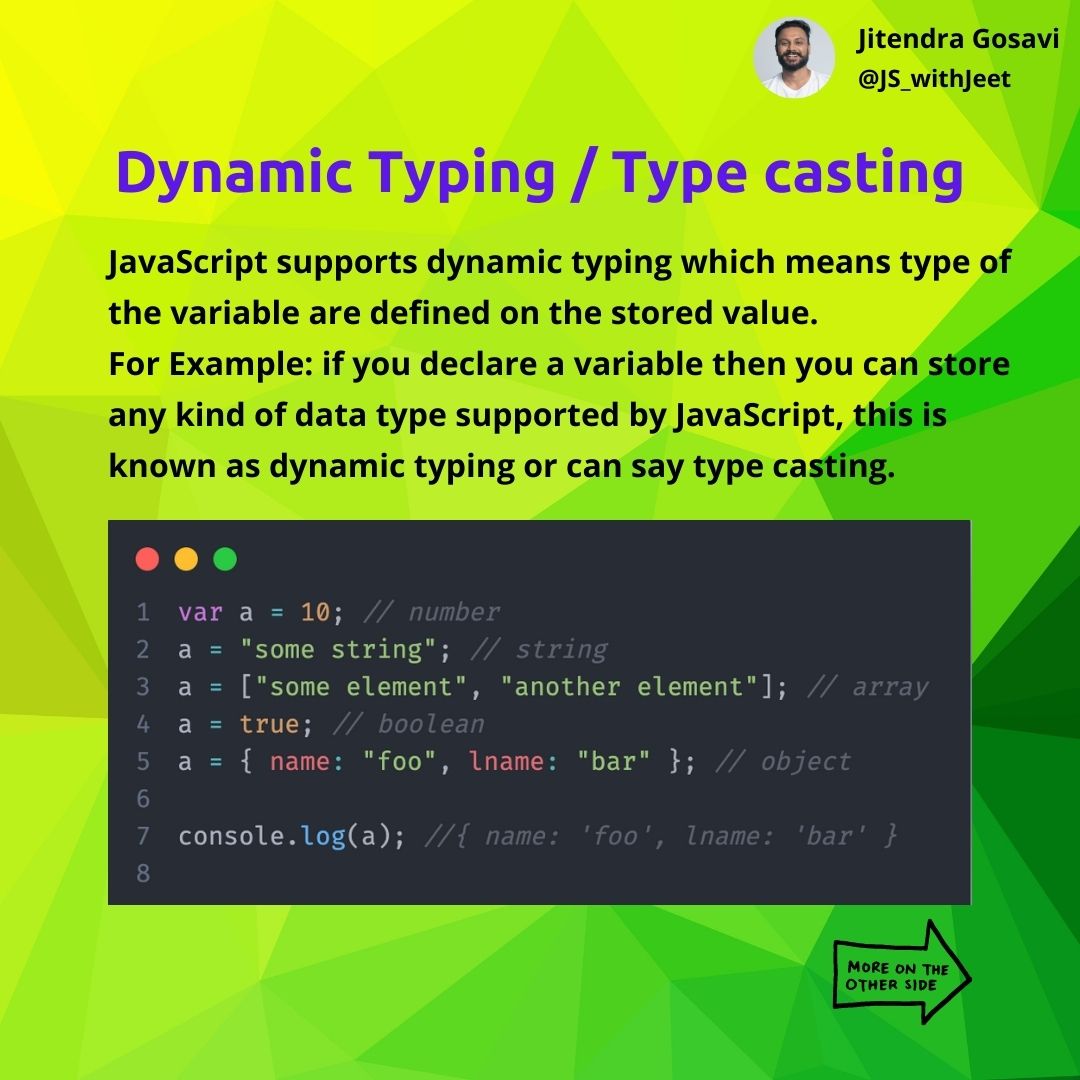 Jitendra Gosavi
@JS_withJeet
Dynamic Typing / Type casting
JavaScript supports dynamic typing which means type of
the variable are defined on the stored value.
For Example: if you declare a variable then you can store
any kind of data type supported by JavaScript, this is
known as dynamic typing or can say type casting.
1 var a = 10; // number
2 a = "some string"; // string
3 a = ["some element", "another element"]; // array
4 a = true; // boolean
5 a = { name: "foo", lname: "bar" }; // object
6
7 console.log(a); //{ name: 'foo', lname: 'bar' }
8
MORE ON THE
OTHER SIDE